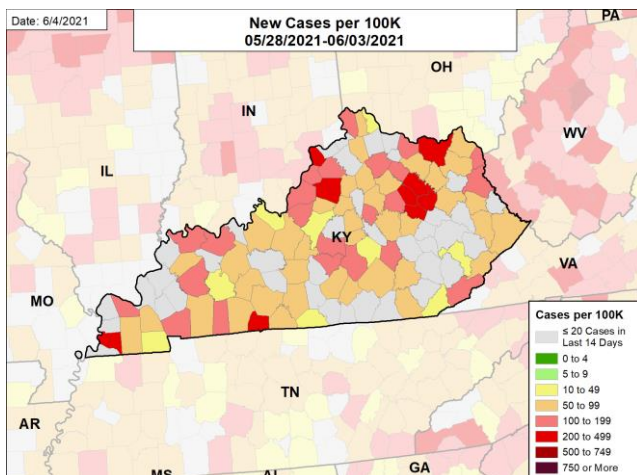 Date: 6/4/2021
New Cases per 100K
05/28/2021-06/03/2021
PA
OH
IN
WV
IL
KY
VA
MO
TN
AR
MS
AL
GA
Cases per 100K
≤ 20 Cases in
Last 14 Days
0 to 4
5 to 9
10 to 49
50 to 99
100 to 199
200 to 499
500 to 749
750 or More